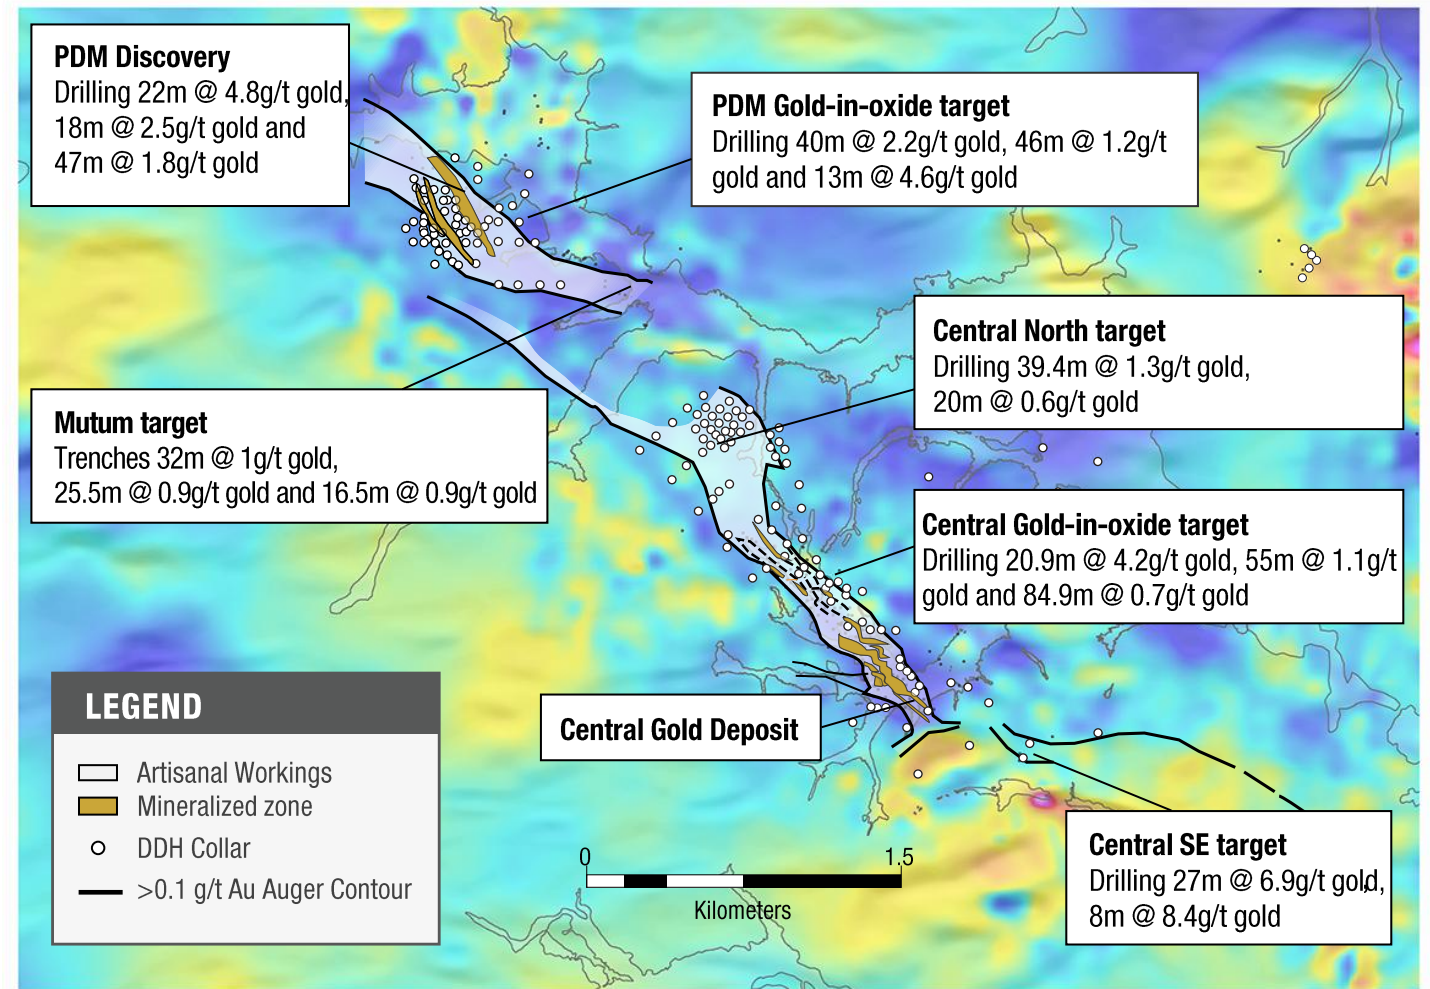 PDM Discovery
Drilling 22m @ 4.8g/t gold,
18m @ 2.5g/t gold and
47m @ 1.8g/t gold
PDM Gold-in-oxide target
Drilling 40m @ 2.2g/t gold, 46m @ 1.2g/t
gold and 13m @ 4.6g/t gold
Central North target
Drilling 39.4m @ 1.3g/t gold,
20m @ 0.6g/t gold
Mutum target
Trenches 32m @ 1g/t gold,
25.5m @ 0.9g/t gold and 16.5m @ 0.9g/t gold
Central Gold-in-oxide target
Drilling 20.9m @ 4.2g/t gold, 55m @ 1.1g/t
gold and 84.9m @ 0.7g/t gold
Central Gold Deposit
LEGEND
Artisanal Workings
Mineralized zone
DDH Collar
>0.1 g/t Au Auger Contour
0 1.5
Kilometers
Central SE target
Drilling 27m @ 6.9g/t gold,
8m @ 8.4g/t gold